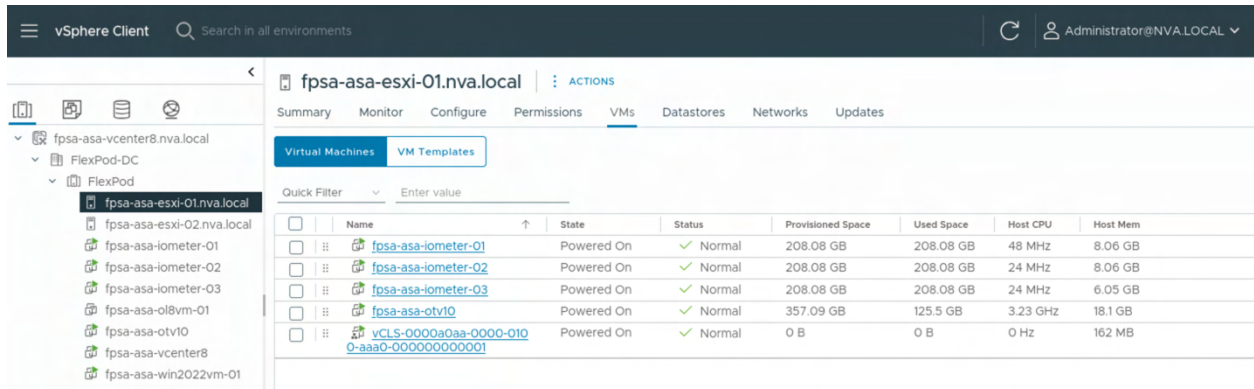 vSphere Client Search in all environments Administrator@NVA.LOCAL
fpsa-asa-vcenter8.nva.local
FlexPod-DC
FlexPod
fpsa-asa-esxi-01.nva.local
fpsa-asa-esxi-02.nva.local
fpsa-asa-iometer-01
fpsa-asa-iometer-02
fpsa-asa-iometer-03
fpsa-asa-ol8vm-01
fpsa-asa-otv10
fpsa-asa-vcenter8
fpsa-asa-win2022vm-01
fpsa-asa-esxi-01.nva.local ACTIONS
Summary Monitor Configure Permissions VMs Datastores Networks Updates
Virtual Machines VM Templates
Quick Filter Enter value
Name State Status Provisioned Space Used Space Host CPU Host Mem
fpsa-asa-iometer-01 Powered On Normal 208.08 GB 208.08 GB 48 MHz 8.06 GB
fpsa-asa-iometer-02 Powered On Normal 208.08 GB 208.08 GB 24 MHz 8.06 GB
fpsa-asa-iometer-03 Powered On Normal 208.08 GB 208.08 GB 24 MHz 6.05 GB
fpsa-asa-otv10 Powered On Normal 357.09 GB 125.5 GB 3.23 GHz 18.1 GB
vCLS-0000a0aa-0000-010 Powered On Normal 0 B 0 B 0 Hz 162 MB
0-aaa0-000000000001